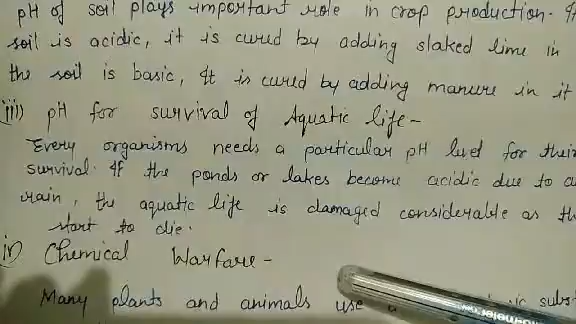 pH of soil plays important role in crop production. If
soil is acidic, it is cured by adding slaked lime in
the soil is basic, It is cured by adding manure in it
iii) pH for survival of Aquatic life-
Every organisms needs a particular pH level for their
survival. If the ponds or lakes become acidic due to
rain, the aquatic life is damaged considerable as
start to die.
iv) Chemical Warfare-
Many plants and animals use